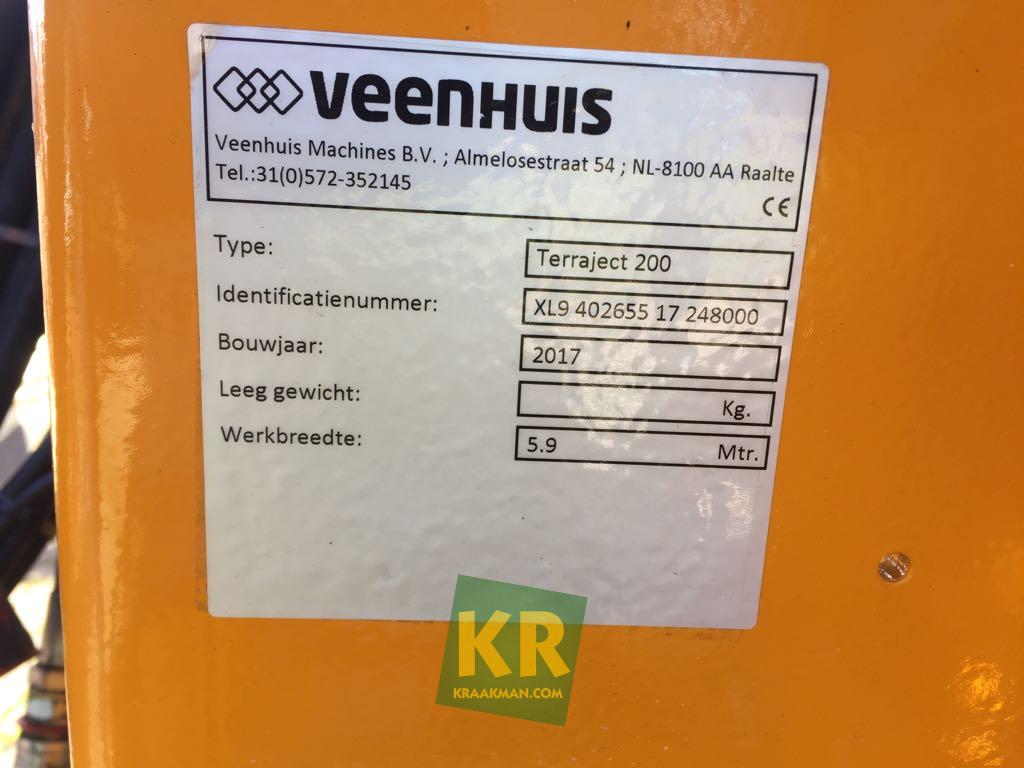 VEENHUIS
Veenhuis Machines B.V. ; Almelosestraat 54 ; NL-8100 AA Raalte
Tel.:31(0)572-352145
CE
Type: Terraject 200
Identificatienummer: XL9 402655 17 248000
Bouwjaar: 2017
Leeg gewicht: Kg.
Werkbreedte: 5.9 Mtr.
KR
KRAAKMAN.COM